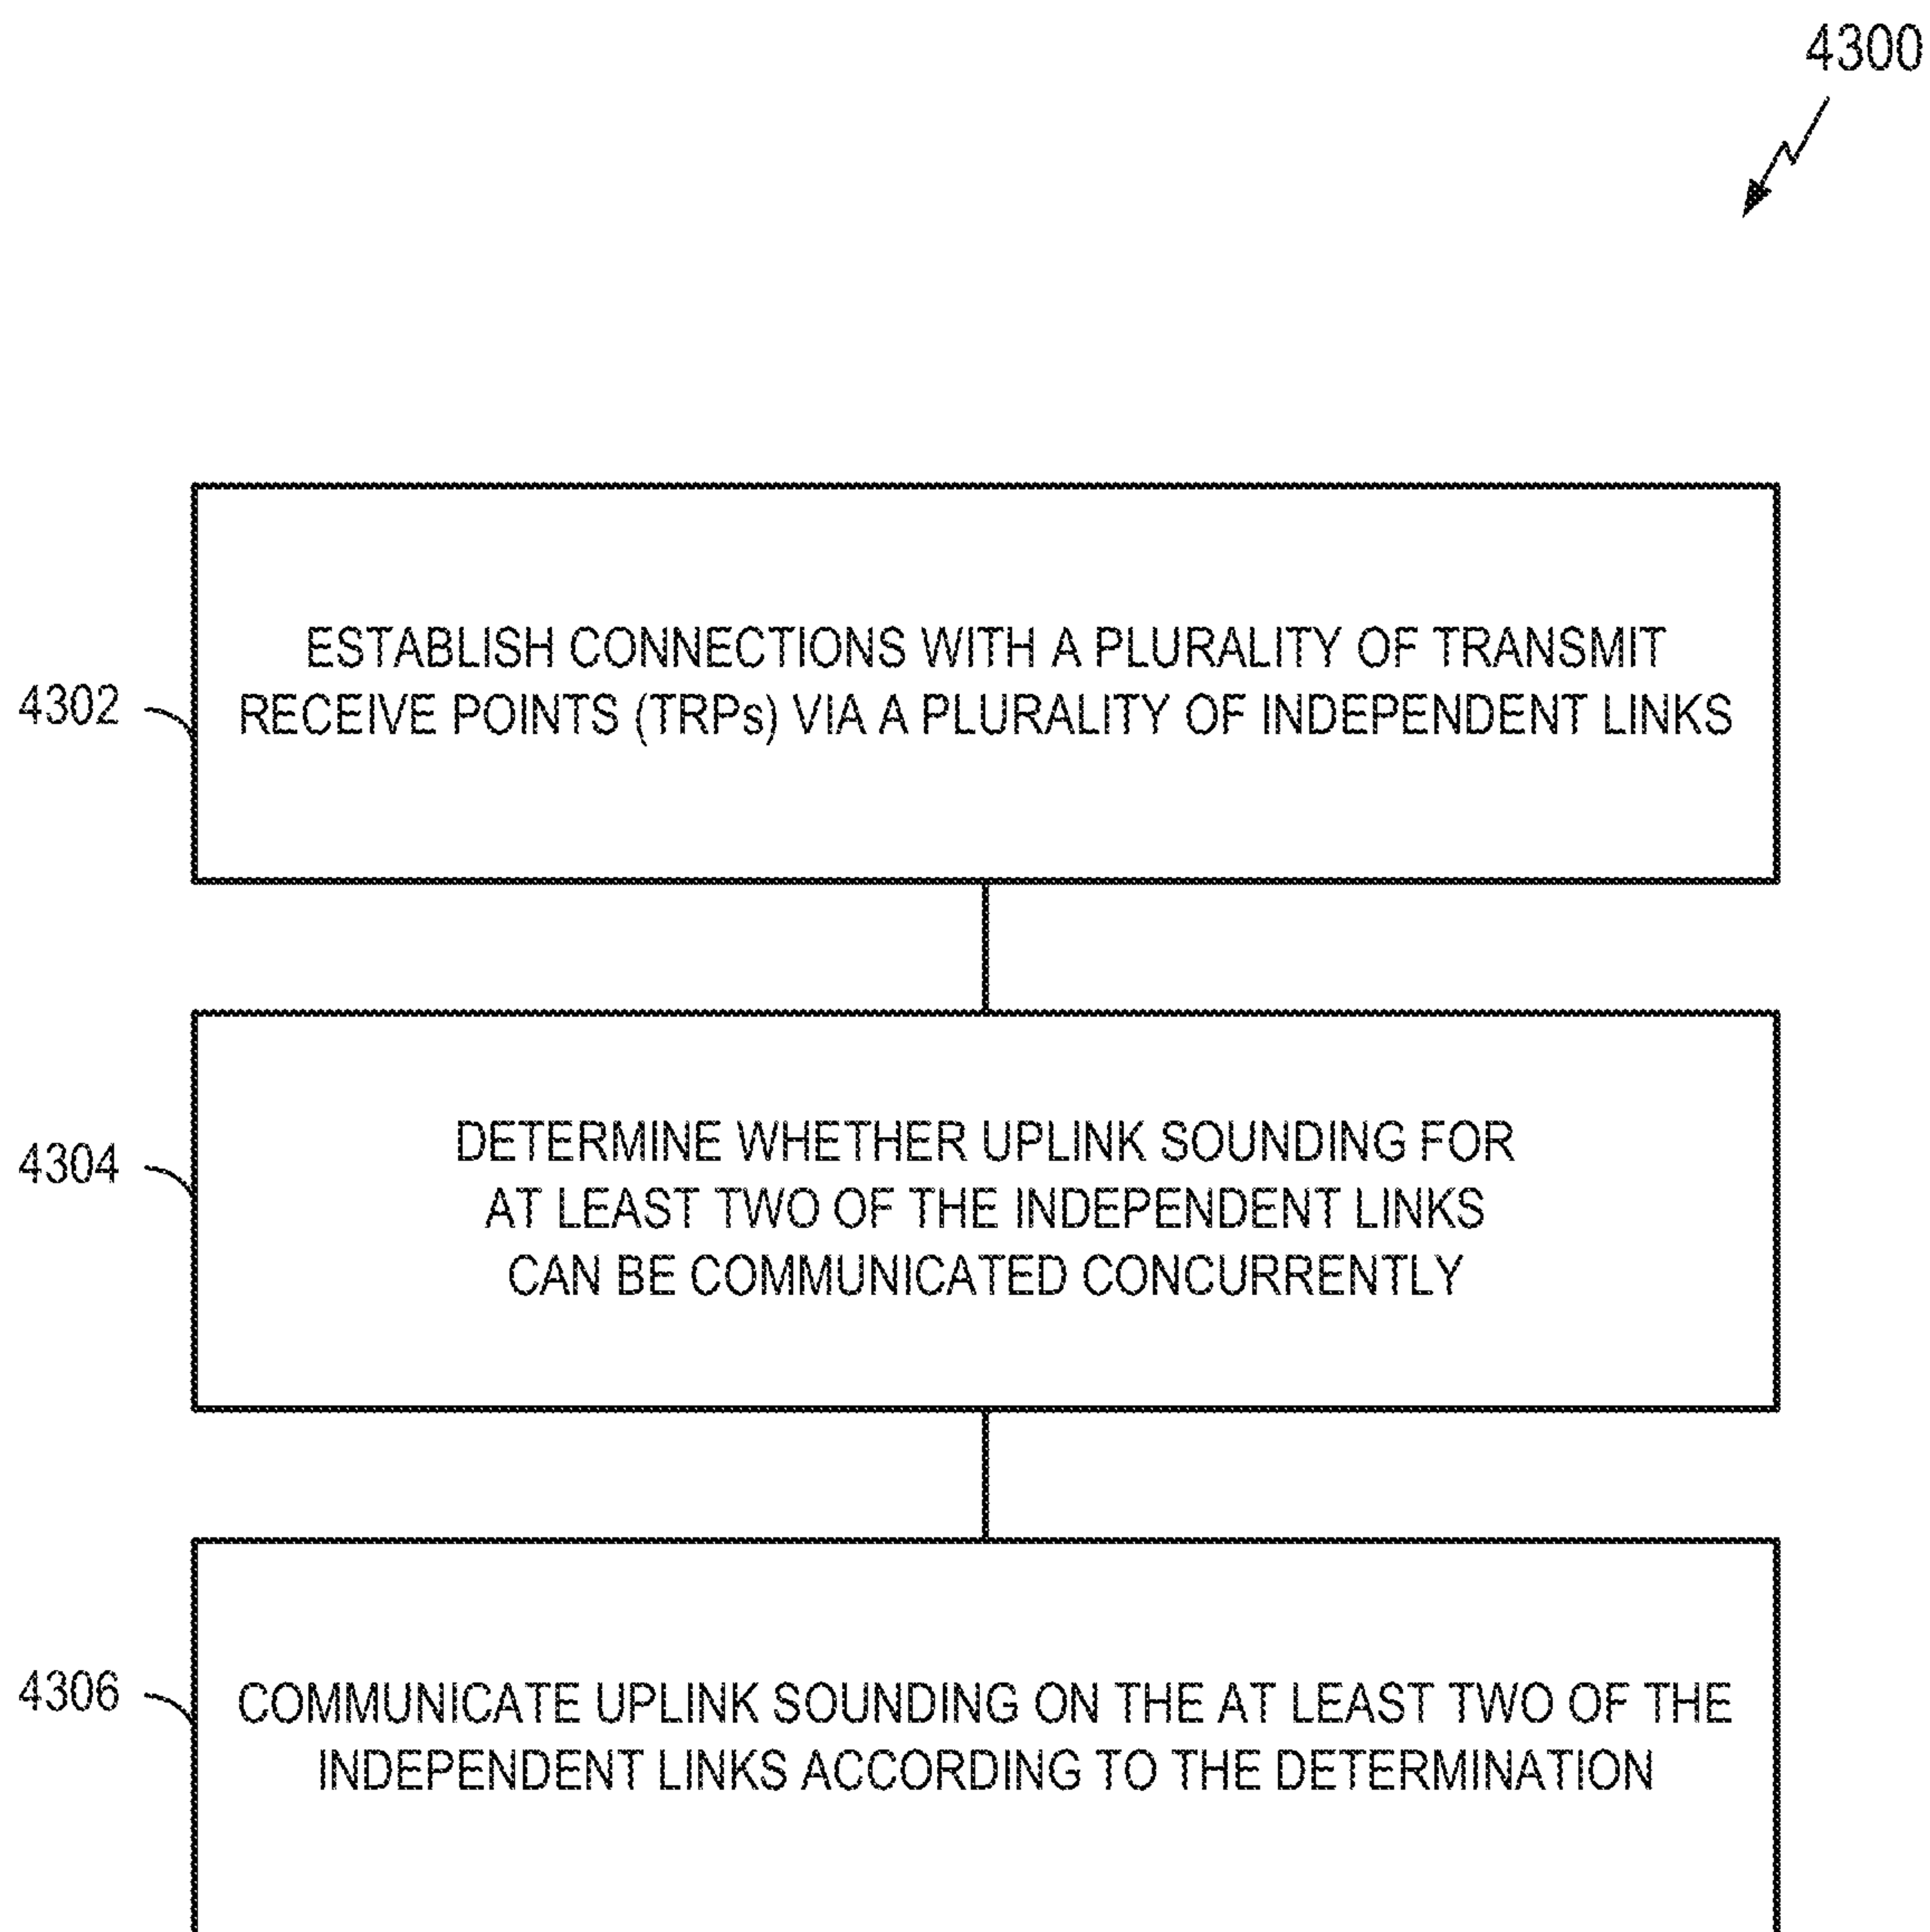 4300
4302
ESTABLISH CONNECTIONS WITH A PLURALITY OF TRANSMIT
RECEIVE POINTS (TRPs) VIA A PLURALITY OF INDEPENDENT LINKS
4304
DETERMINE WHETHER UPLINK SOUNDING FOR
AT LEAST TWO OF THE INDEPENDENT LINKS
CAN BE COMMUNICATED CONCURRENTLY
4306
COMMUNICATE UPLINK SOUNDING ON THE AT LEAST TWO OF THE
INDEPENDENT LINKS ACCORDING TO THE DETERMINATION